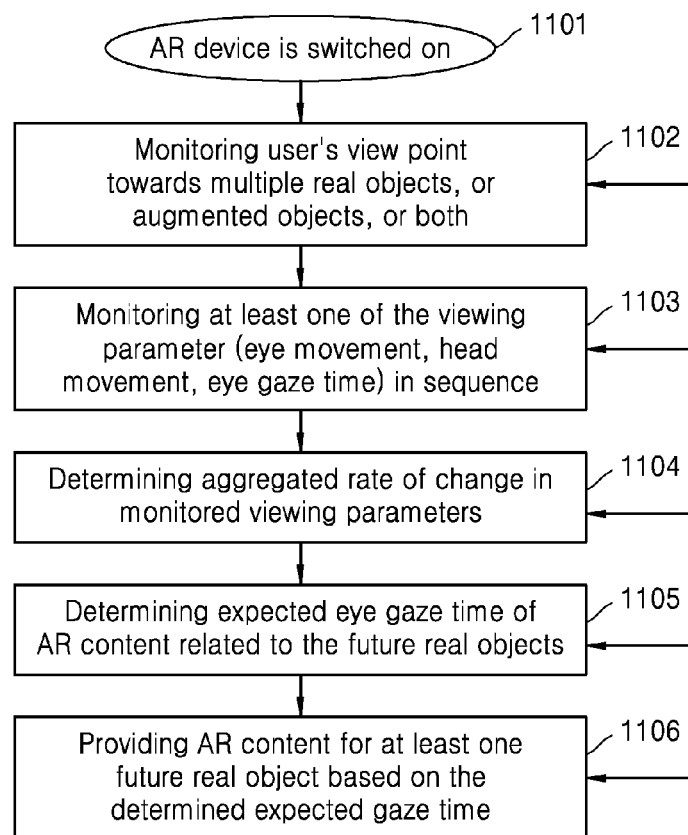 AR device is switched on
1101
Monitoring user's view point
towards multiple real objects, or
augmented objects, or both
1102
Monitoring at least one of the viewing
parameter (eye movement, head
movement, eye gaze time) in sequence
1103
Determining aggregated rate of change in
monitored viewing parameters
1104
Determining expected eye gaze time of
AR content related to the future real objects
1105
Providing AR content for at least one
future real object based on the
determined expected gaze time
1106